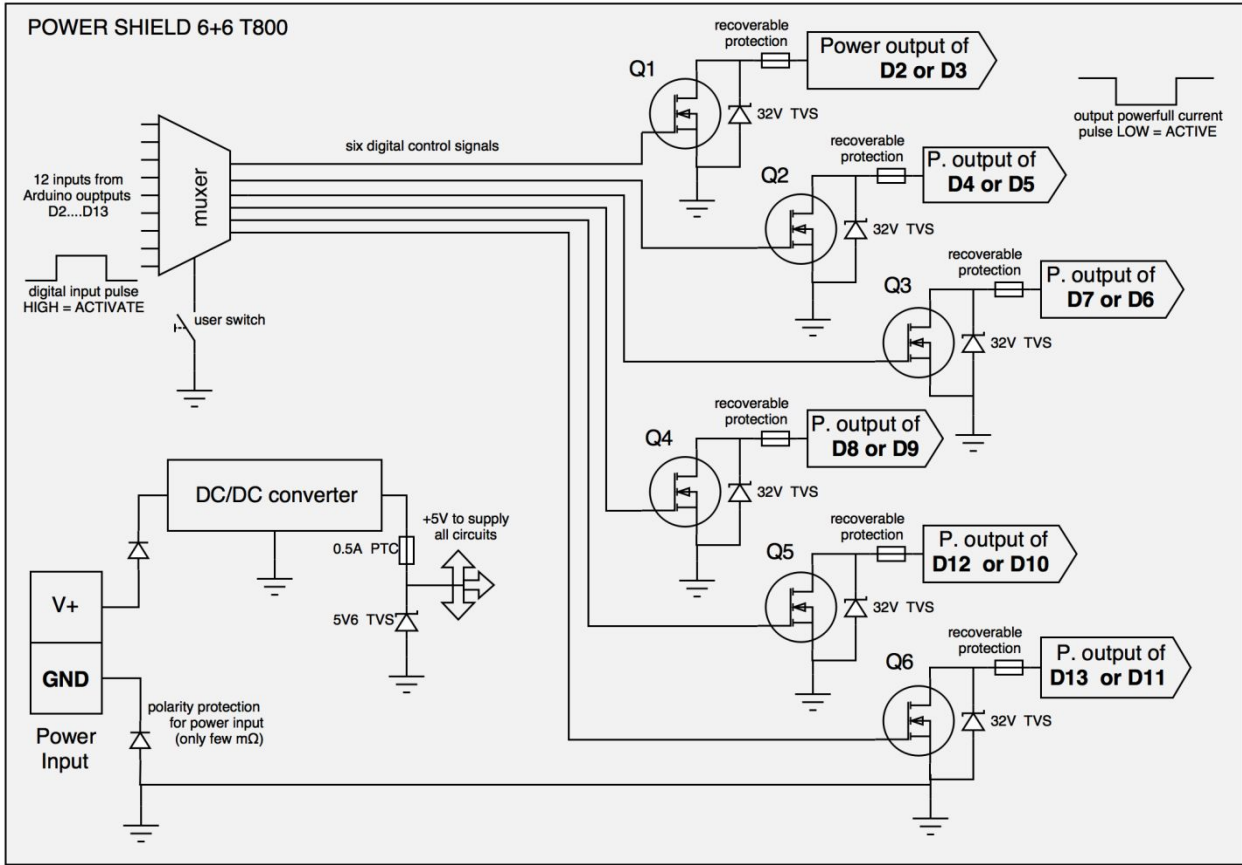 POWER SHIELD 6+6 T800
recoverable
protection
Power output of
D2 or D3
Q1
32V TVS
output powerfull current
pulse LOW = ACTIVE
six digital control signals
12 inputs from
Arduino ouptputs
D2....D13
muxer
recoverable
protection
P. output of
D4 or D5
Q2
32V TVS
digital input pulse
HIGH = ACTIVATE
user switch
recoverable
protection
P. output of
D7 or D6
Q3
32V TVS
recoverable
protection
P. output of
D8 or D9
Q4
32V TVS
DC/DC converter
+5V to supply
all circuits
0.5A PTC
5V6 TVS
recoverable
protection
P. output of
D12 or D10
Q5
32V TVS
V+
GND
Power
Input
polarity protection
for power input
(only few mΩ)
recoverable
protection
P. output of
D13 or D11
Q6
32V TVS